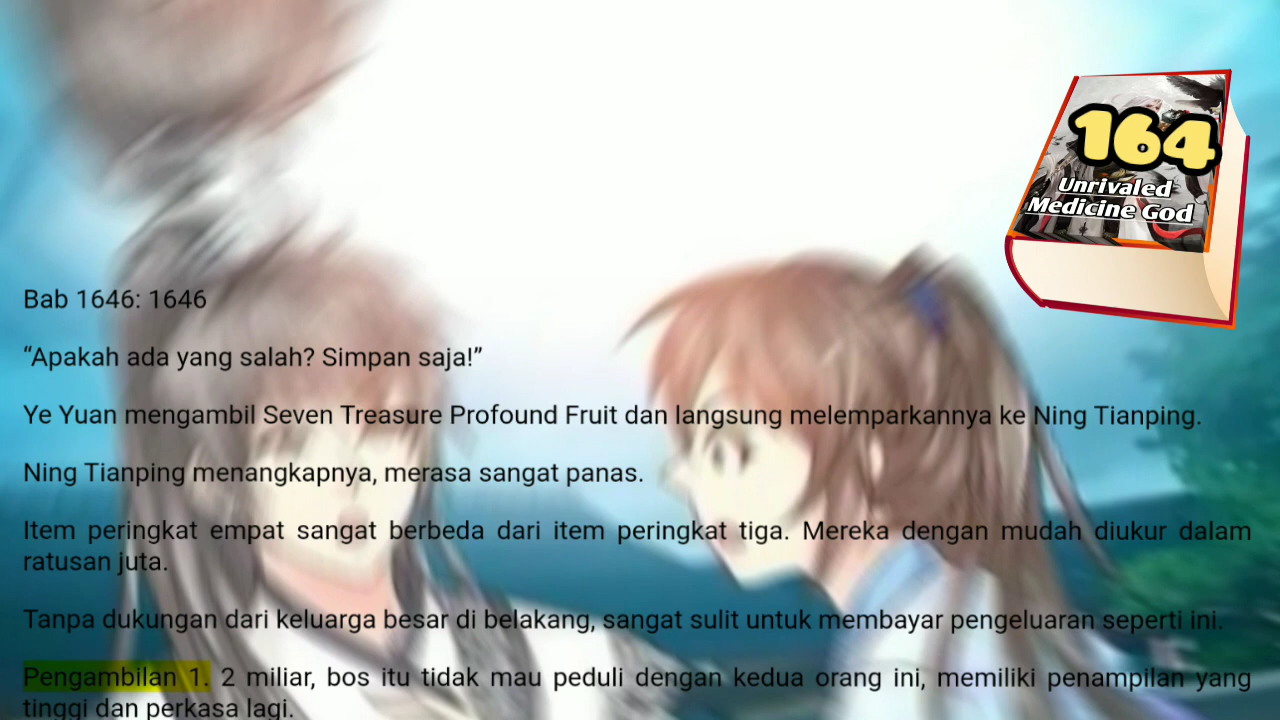 164
Unrivaled
Medicine God
Bab 1646: 1646
“Apakah ada yang salah? Simpan saja!”
Ye Yuan mengambil Seven Treasure Profound Fruit dan langsung melemparkannya ke Ning Tianping.
Ning Tianping menangkapnya, merasa sangat panas.
Item peringkat empat sangat berbeda dari item peringkat tiga. Mereka dengan mudah diukur dalam
ratusan juta.
Tanpa dukungan dari keluarga besar di belakang, sangat sulit untuk membayar pengeluaran seperti ini.
Pengambilan 1. 2 miliar, bos itu tidak mau peduli dengan kedua orang ini, memiliki penampilan yang
tinggi dan perkasa lagi.